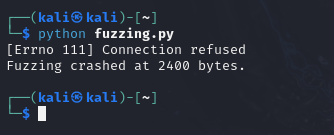 ┌──(kali㉿kali)-[~]
└─$ python fuzzing.py
[Errno 111] Connection refused
Fuzzing crashed at 2400 bytes.
┌──(kali㉿kali)-[~]
└─$